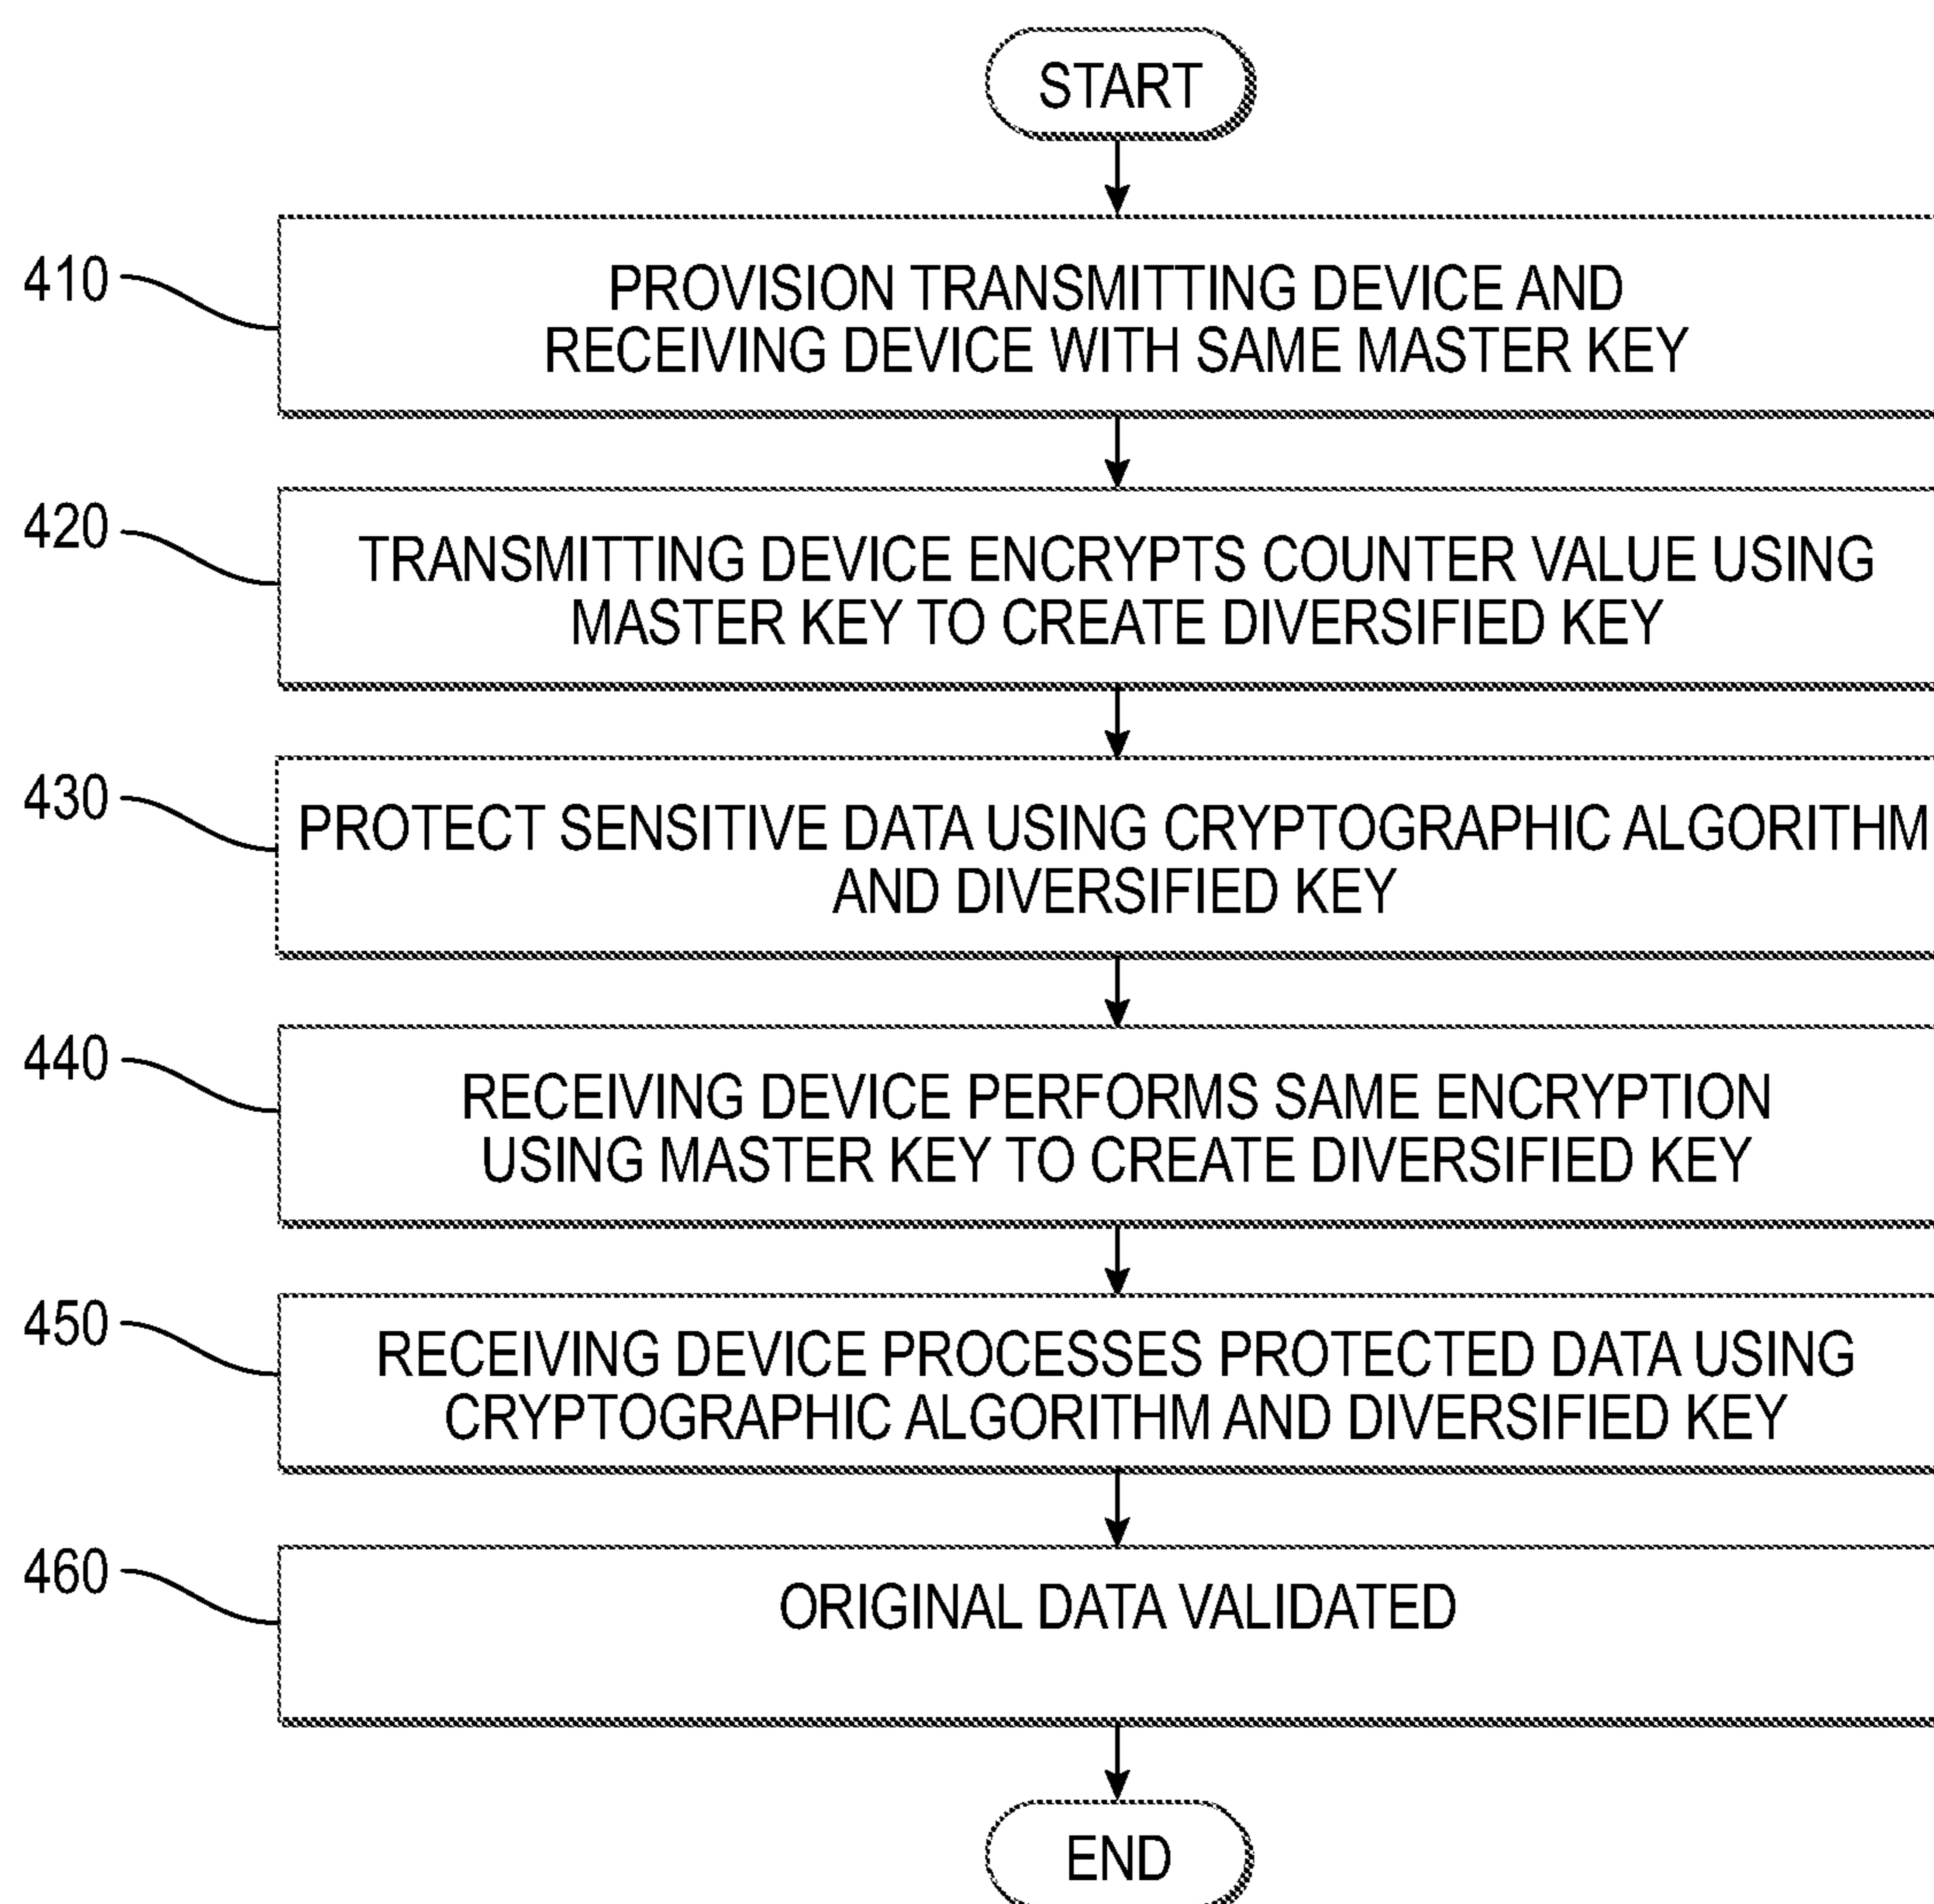 START
410
PROVISION TRANSMITTING DEVICE AND
RECEIVING DEVICE WITH SAME MASTER KEY
420
TRANSMITTING DEVICE ENCRYPTS COUNTER VALUE USING
MASTER KEY TO CREATE DIVERSIFIED KEY
430
PROTECT SENSITIVE DATA USING CRYPTOGRAPHIC ALGORITHM
AND DIVERSIFIED KEY
440
RECEIVING DEVICE PERFORMS SAME ENCRYPTION
USING MASTER KEY TO CREATE DIVERSIFIED KEY
450
RECEIVING DEVICE PROCESSES PROTECTED DATA USING
CRYPTOGRAPHIC ALGORITHM AND DIVERSIFIED KEY
460
ORIGINAL DATA VALIDATED
END